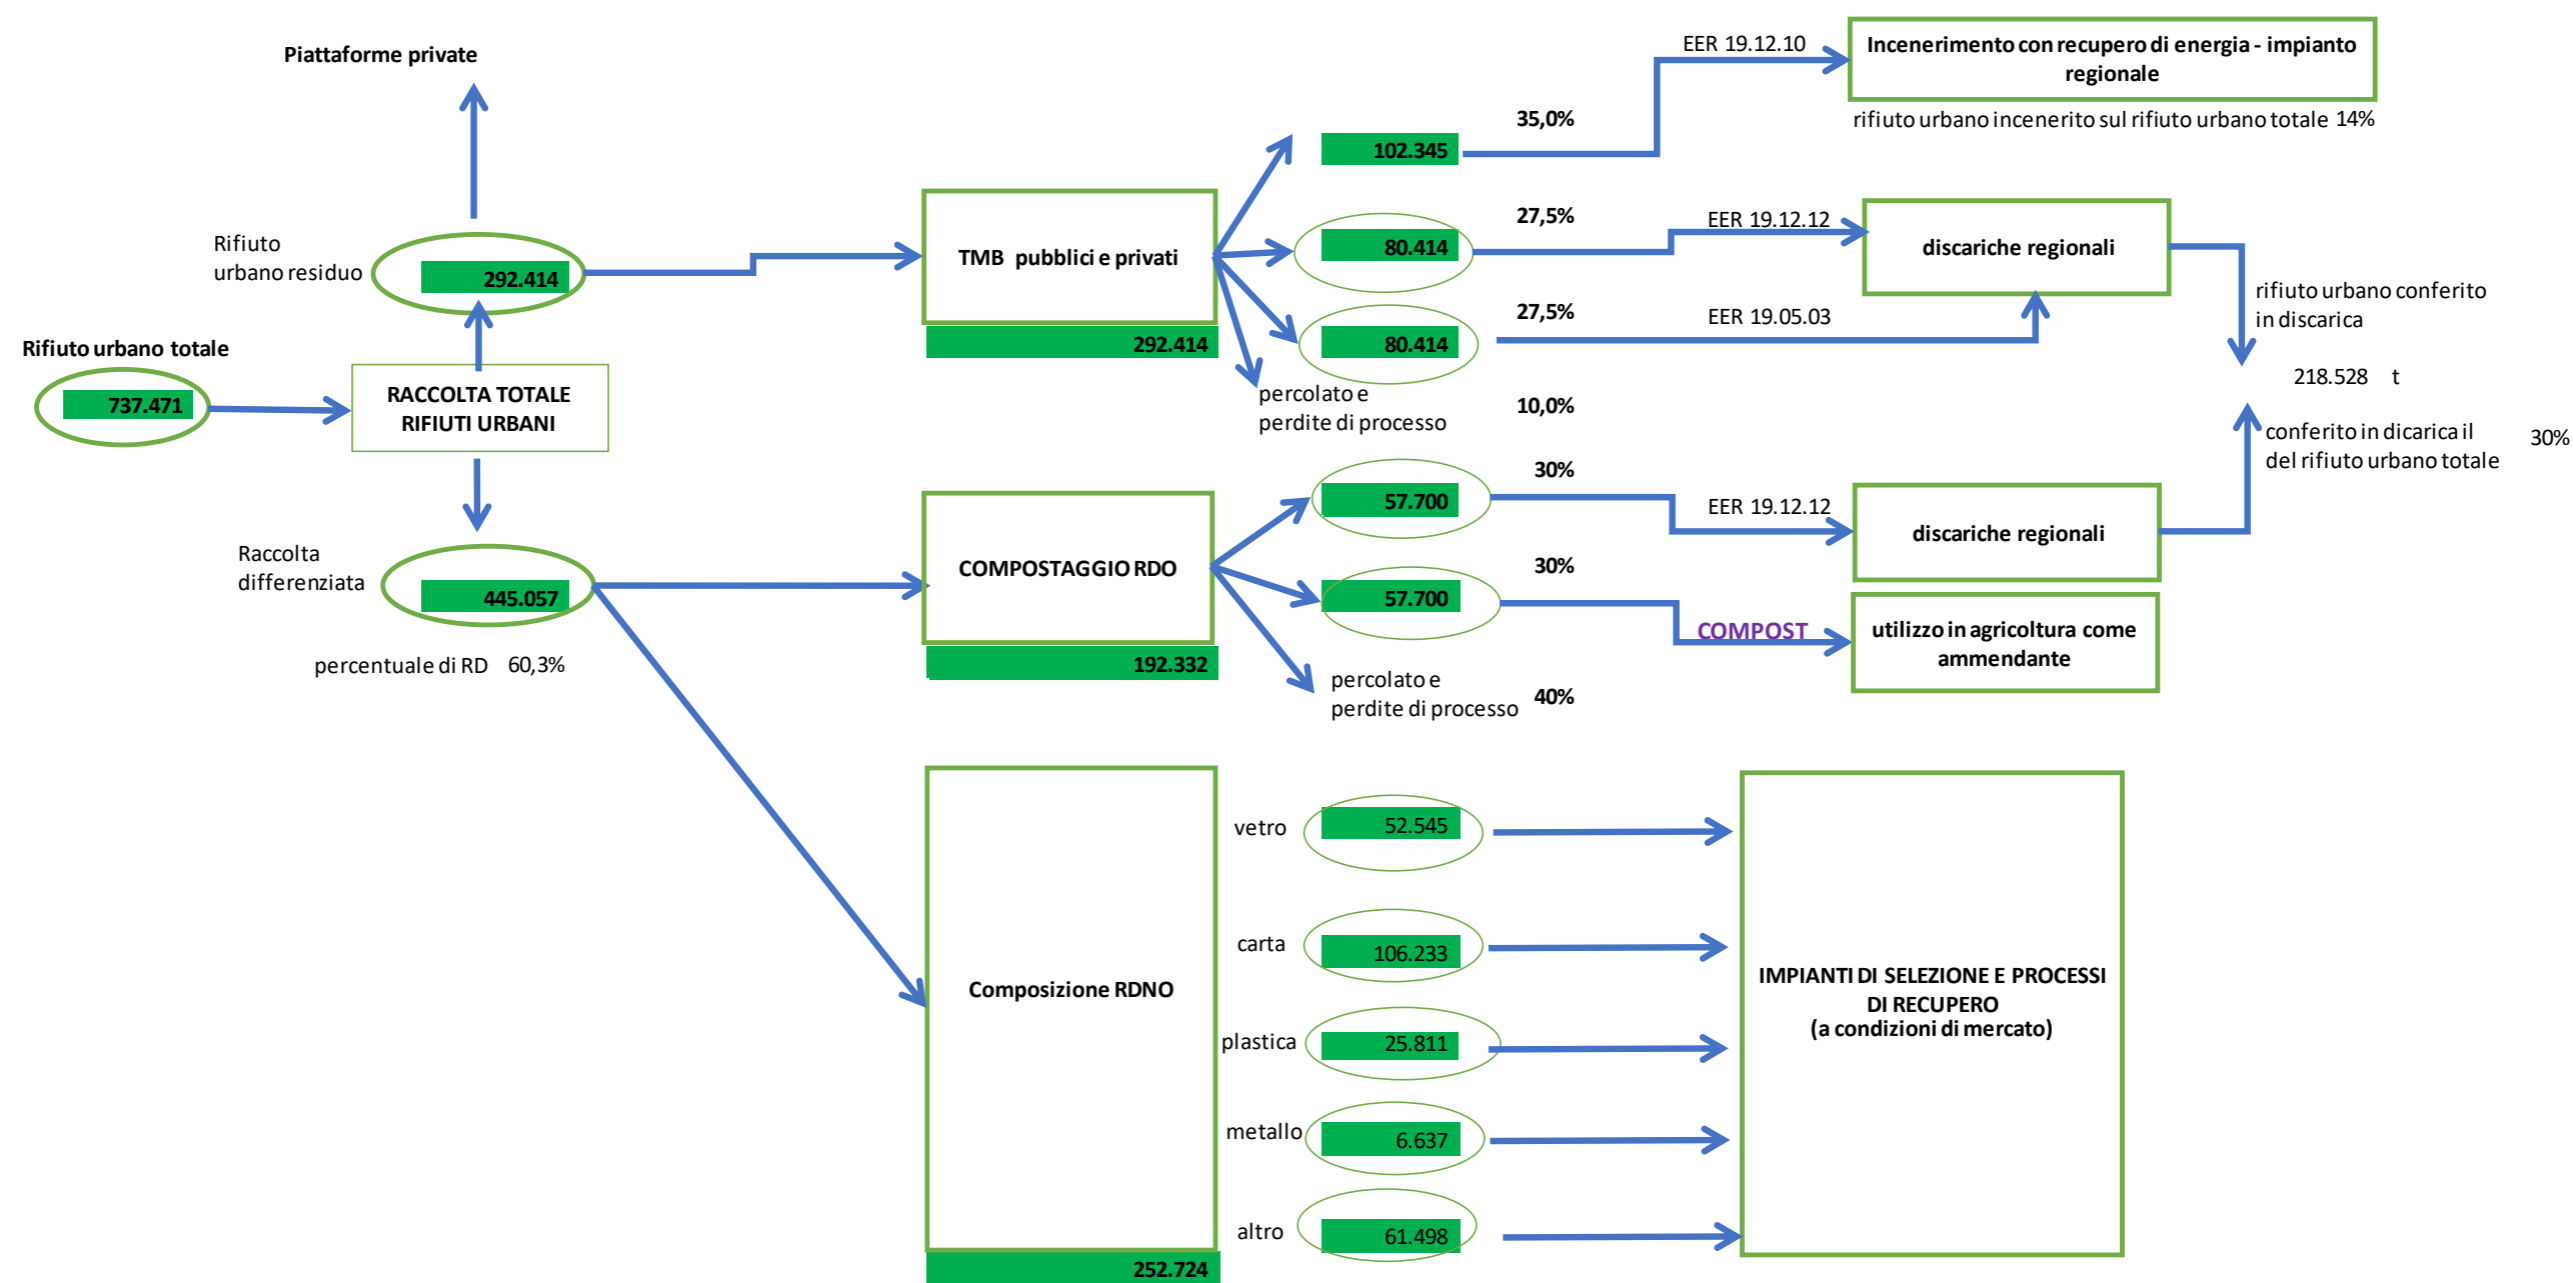 Piattaforme private
EER 19.12.10
Incenerimento con recupero di energia - impianto
regionale
rifiuto urbano incenerito sul rifiuto urbano totale 14%
35,0%
102.345
Rifiuto
urbano residuo
292.414
TMB pubblici e privati
292.414
27,5%
80.414
EER 19.12.12
discariche regionali
27,5%
80.414
EER 19.05.03
rifiuto urbano conferito
in discarica
218.528 t
Rifiuto urbano totale
737.471
RACCOLTA TOTALE
RIFIUTI URBANI
percolato e
perdite di processo
10,0%
conferito in dicarica il
del rifiuto urbano totale
30%
30%
57.700
EER 19.12.12
discariche regionali
Raccolta
differenziata
445.057
percentuale di RD 60,3%
COMPOSTAGGIO RDO
192.332
30%
57.700
COMPOST
utilizzo in agricoltura come
ammendante
percolato e
perdite di processo
40%
Composizione RDNO
252.724
vetro
52.545
carta
106.233
plastica
25.811
metallo
6.637
altro
61.498
IMPIANTI DI SELEZIONE E PROCESSI
DI RECUPERO
(a condizioni di mercato)